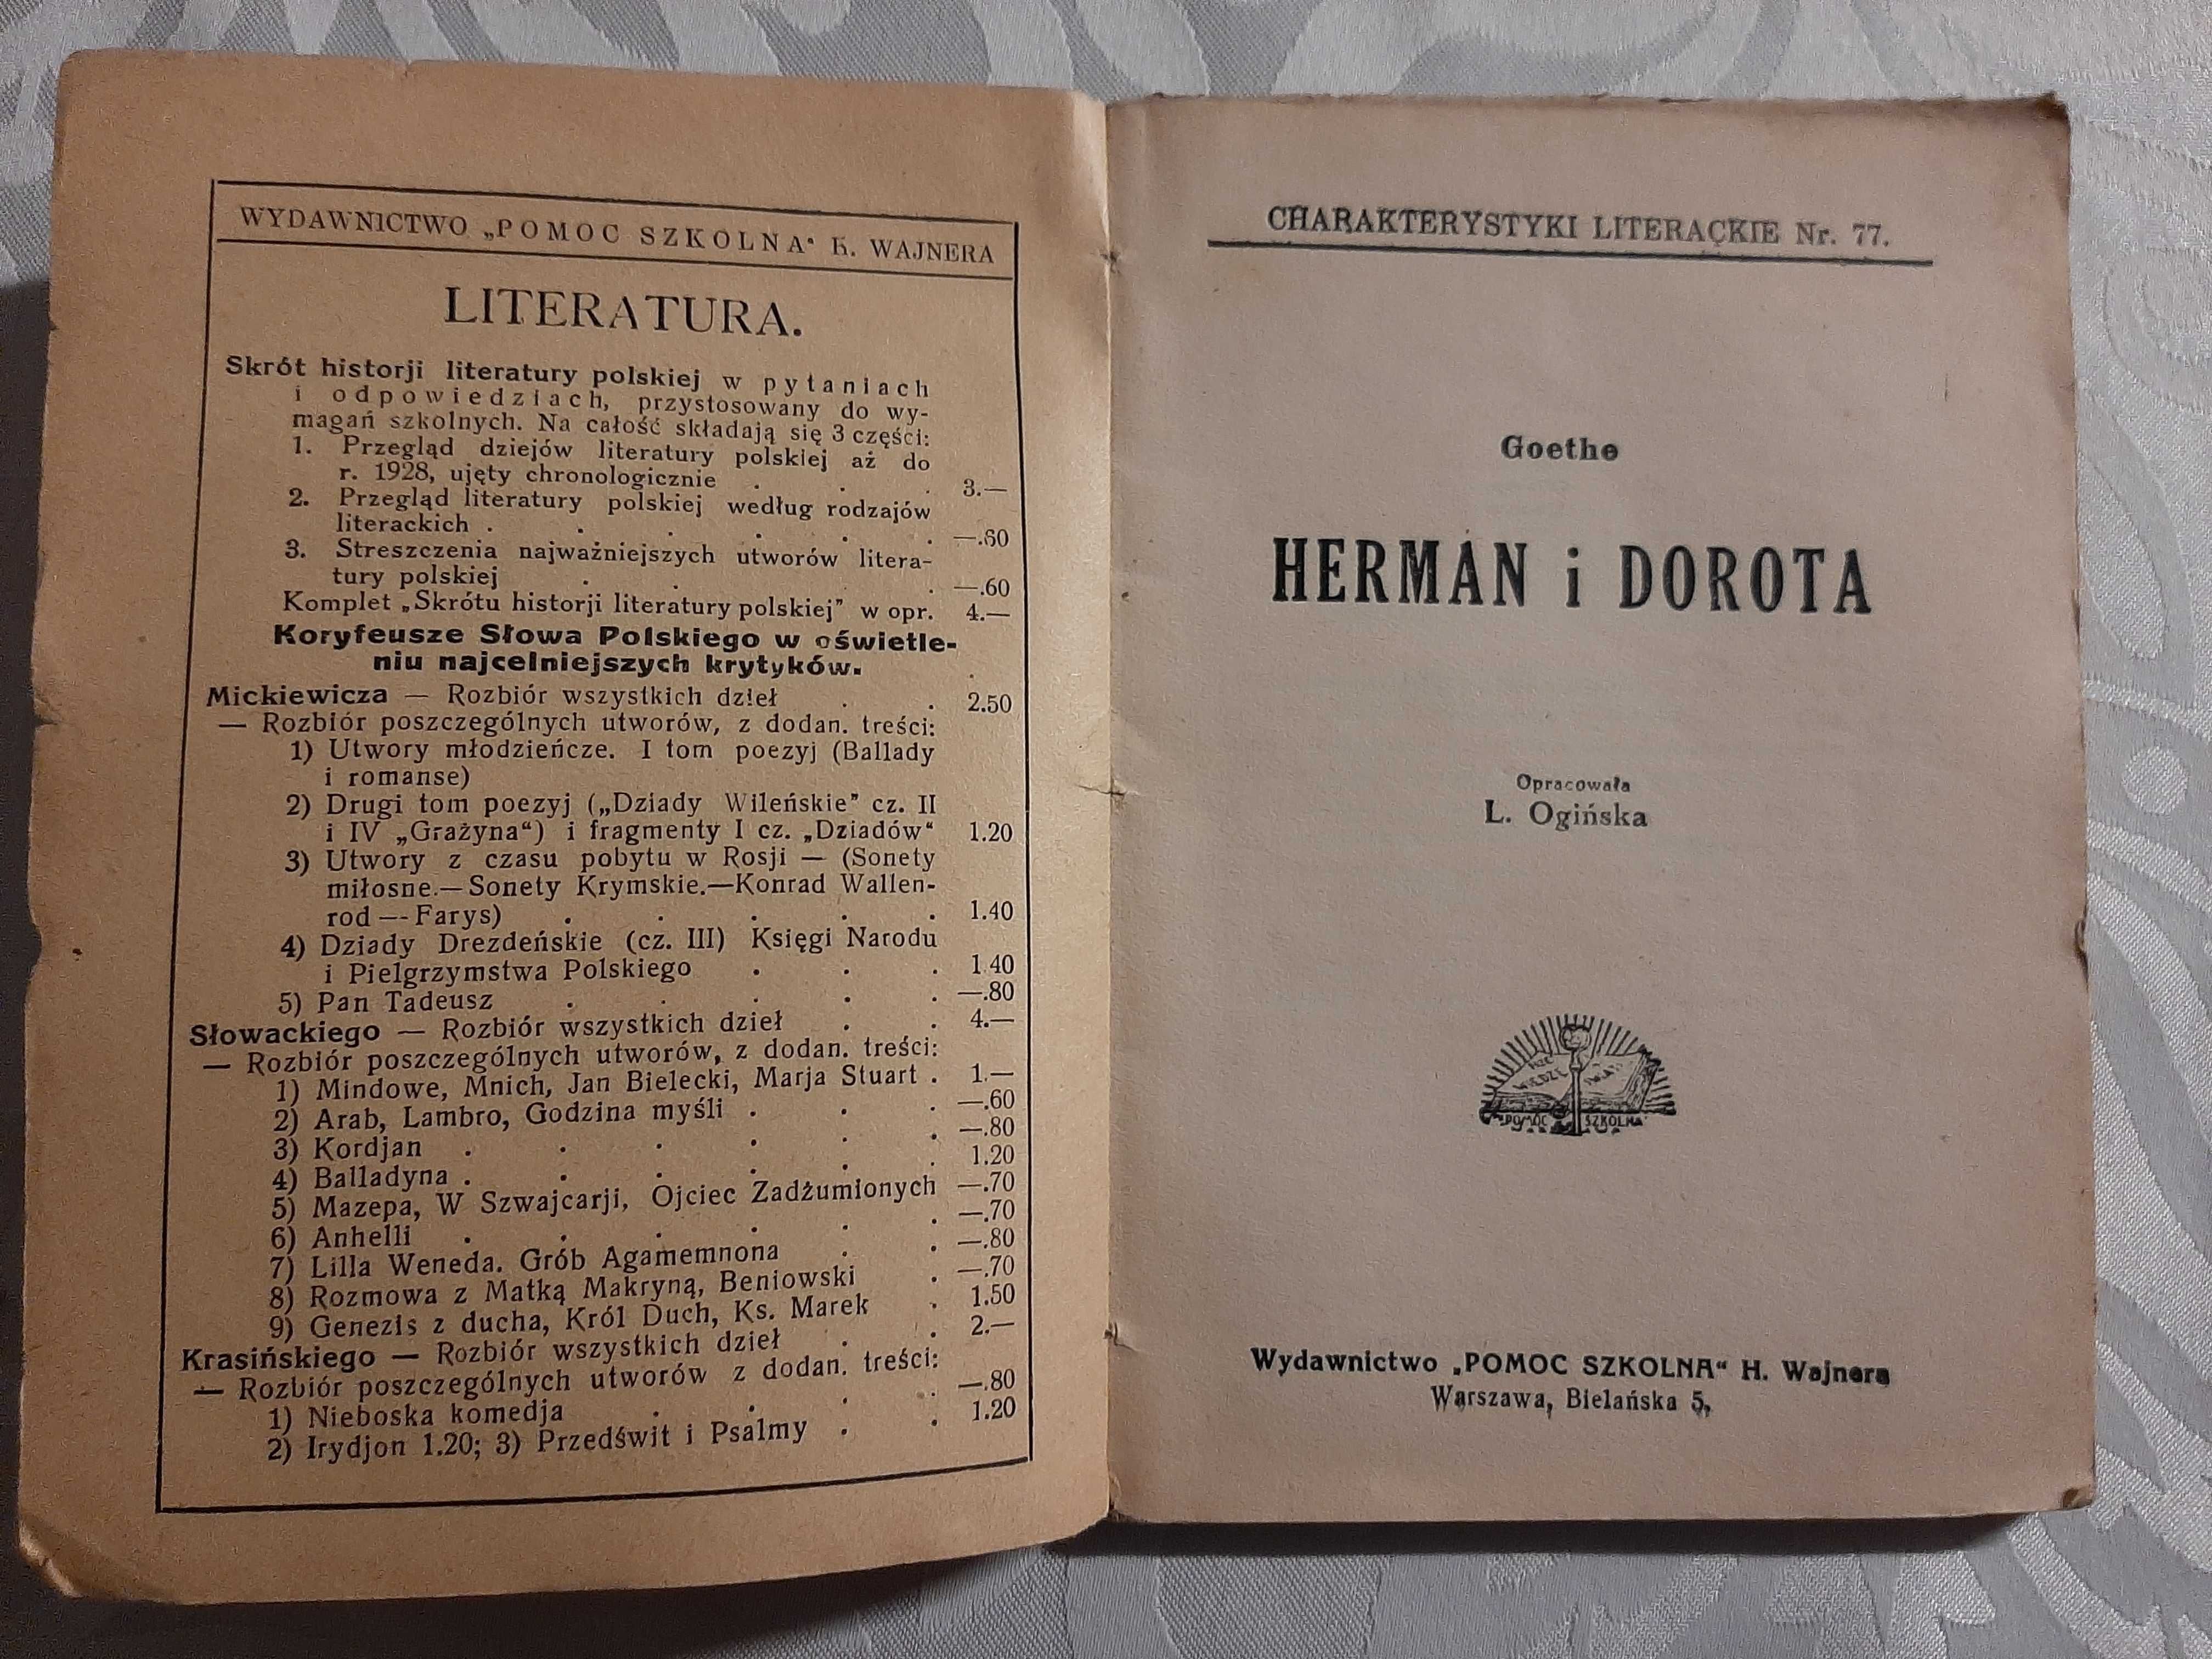 WYDAWNICTWO „POMOC SZKOLNA" H. WAJNERA
LITERATURA.
Skrót historji literatury polskiej w pytaniach
i odpowiedziach, przystosowany do wy-
magań szkolnych. Na całość składają się 3 części:
1. Przegląd dziejów literatury polskiej aż do
r. 1928, ujęty chronologicznie . . . 3.—
2. Przegląd literatury polskiej według rodzajów
literackich . . . . . . —.80
3. Streszczenia najważniejszych utworów litera-
tury polskiej . . . —.60
Komplet „Skrótu historji literatury polskiej" w opr. 4.—
Koryfeusze Słowa Polskiego w oświetle-
niu najcelniejszych krytyków.
Mickiewicza — Rozbiór wszystkich dzieł . . 2.50
— Rozbiór poszczególnych utworów, z dodan. treści:
1) Utwory młodzieńcze. I tom poezyj (Ballady
i romanse)
2) Drugi tom poezyj („Dziady Wileńskie" cz. II
i IV „Grażyna“) i fragmenty I cz. „Dziadów“ 1.20
3) Utwory z czasu pobytu w Rosji — (Sonety
miłosne.—Sonety Krymskie.—Konrad Wallen-
rod — Farys) . . . . . 1.40
4) Dziady Drezdeńskie (cz. III) Księgi Narodu
i Pielgrzymstwa Polskiego . . . 1.40
5) Pan Tadeusz . . . . . —.80
Słowackiego — Rozbiór wszystkich dzieł . . 4.—
— Rozbiór poszczególnych utworów, z dodan. treści:
1) Mindowe, Mnich, Jan Bielecki, Marja Stuart . 1.—
2) Arab, Lambro, Godzina myśli . . . —.60
3) Kordjan . . . . . . —.80
4) Balladyna . . . . . . 1.20
5) Mazepa, W Szwajcarji, Ojciec Zadżumionych —.70
6) Anhelli . . . . . . —.70
7) Lilla Weneda. Grób Agamemnona . . —.80
8) Rozmowa z Matką Makryną, Beniowski . —.70
9) Genezis z ducha, Król Duch, Ks. Marek . 1.50
Krasińskiego — Rozbiór wszystkich dzieł . . 2.—
— Rozbiór poszczególnych utworów z dodan. treści:
1) Nieboska komedja . . . —.80
2) Irydjon 1.20; 3) Przedświt i Psalmy . . 1.20
CHARAKTERYSTYKI LITERACKIE Nr. 77.
Goethe
HERMAN i DOROTA
Opracowała
L. Ogińska
POMOC SZKOLNA
Wydawnictwo „POMOC SZKOLNA“ H. Wajnera
Warszawa, Bielańska 5.